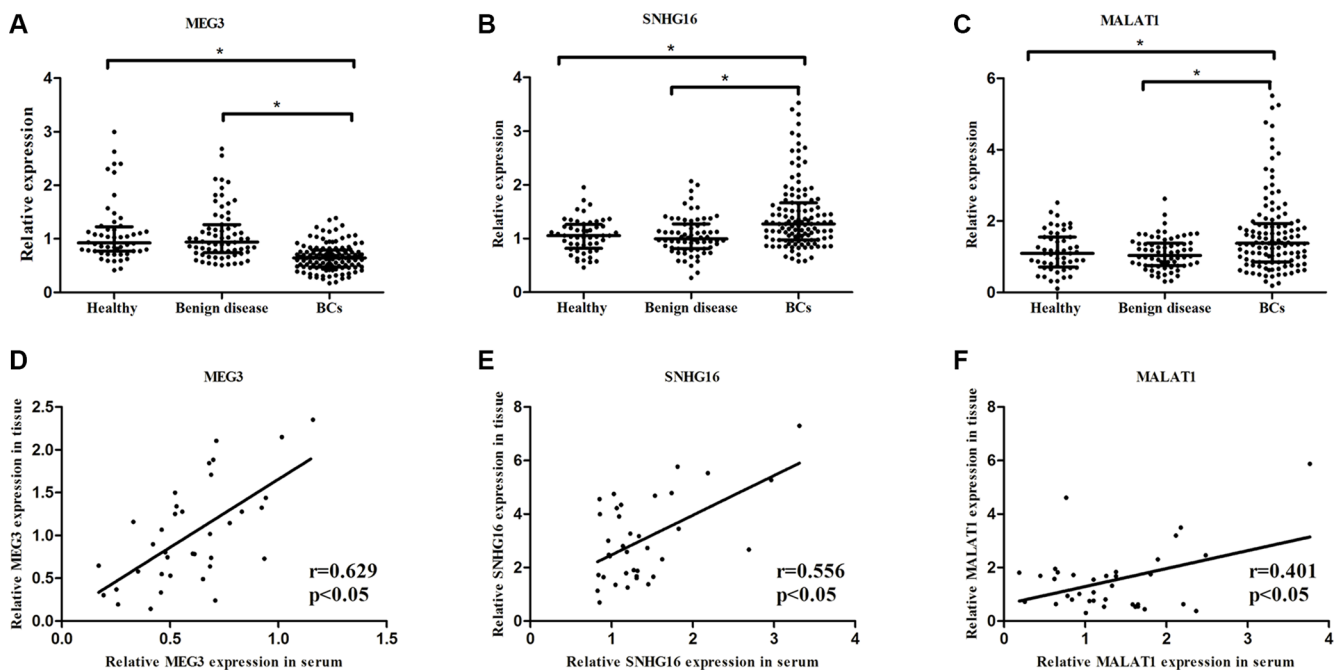 A
MEG3
*
*
Relative expression
4
3
2
1
0
Healthy
Benign disease
BCs
B
SNHG16
*
*
Relative expression
4
3
2
1
0
Healthy
Benign disease
BCs
C
MALAT1
*
*
Relative expression
6
4
2
0
Healthy
Benign disease
BCs
D
MEG3
Relative MEG3 expression in tissue
2.5
2.0
1.5
1.0
0.5
0.0
0.0
0.5
1.0
1.5
r=0.629
p<0.05
Relative MEG3 expression in serum
E
SNHG16
Relative SNHG16 expression in tissue
8
6
4
2
0
0
1
2
3
4
r=0.556
p<0.05
Relative SNHG16 expression in serum
F
MALAT1
Relative MALAT1 expression in tissue
8
6
4
2
0
0
1
2
3
4
r=0.401
p<0.05
Relative MALAT1 expression in serum